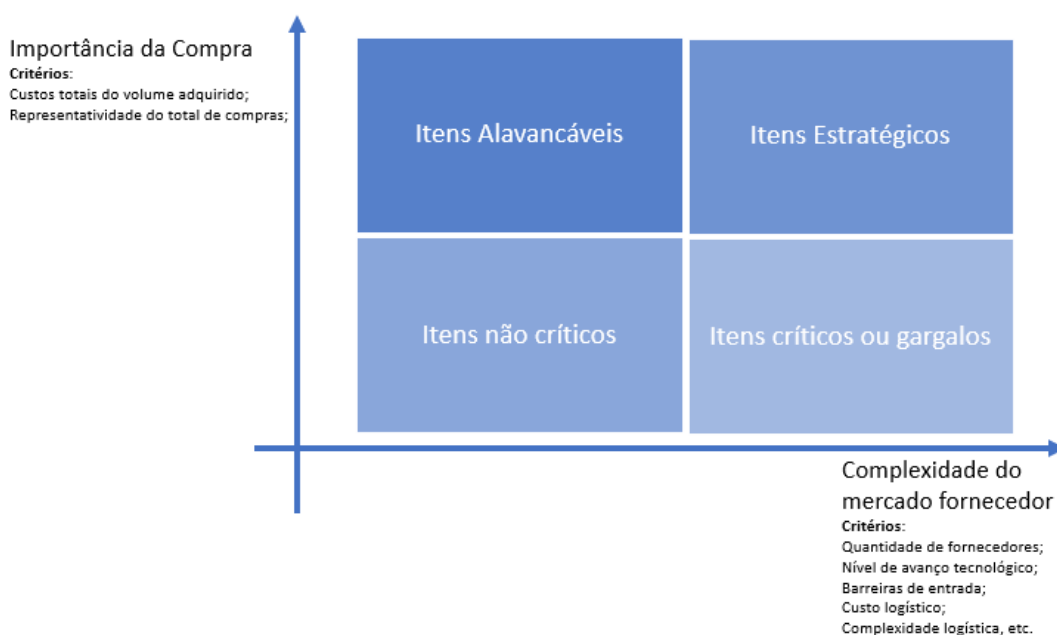 Importância da Compra
Critérios:
Custos totais do volume adquirido;
Representatividade do total de compras;
Itens Alavancáveis
Itens Estratégicos
Itens não críticos
Itens críticos ou gargalos
Complexidade do
mercado fornecedor
Critérios:
Quantidade de fornecedores;
Nível de avanço tecnológico;
Barreiras de entrada;
Custo logístico;
Complexidade logística, etc.